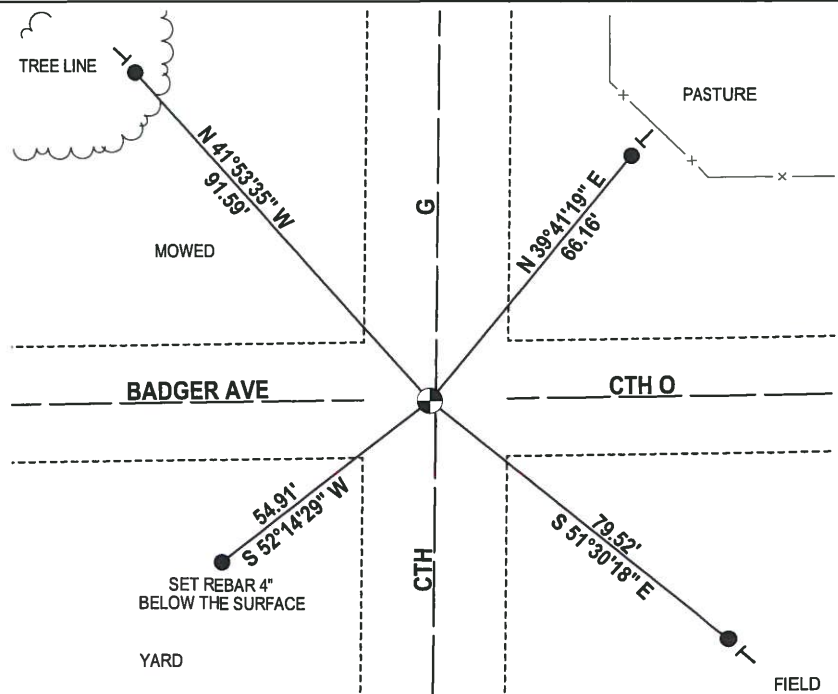 TREE LINE
N 41°53'35" W
91.59'
MOWED
G
PASTURE
N 39°41'19" E
66.16'
BADGER AVE
CTH O
54.91'
S 52°14'29" W
SET REBAR 4"
BELOW THE SURFACE
YARD
CTH
79.52'
S 51°30'18" E
FIELD